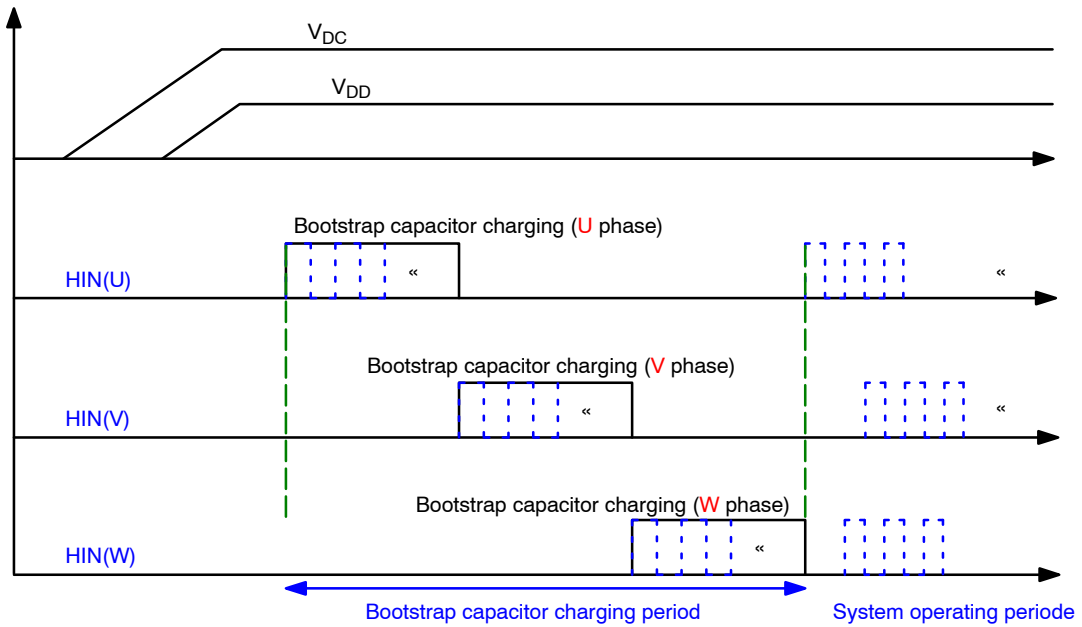 VDC
VDD
Bootstrap capacitor charging (U phase)
HIN(U)
«
«
Bootstrap capacitor charging (V phase)
HIN(V)
«
«
Bootstrap capacitor charging (W phase)
HIN(W)
«
Bootstrap capacitor charging period
System operating periode